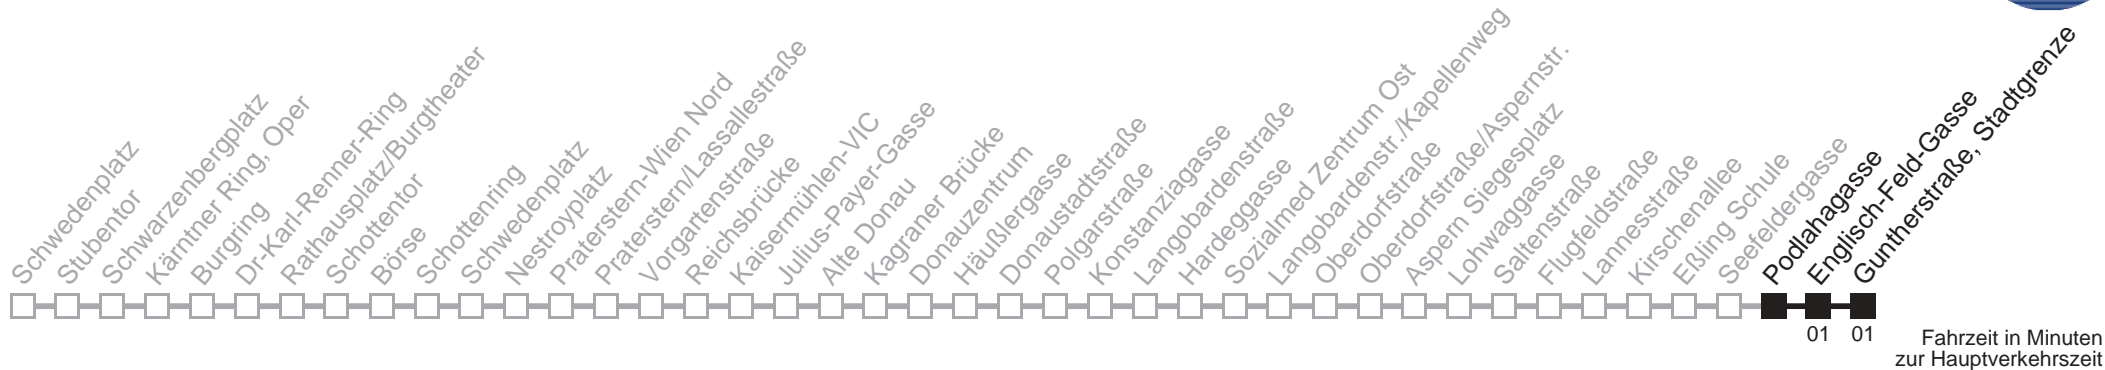 Schwedenplatz
Stubentor
Schwarzenbergplatz
Kärntner Ring, Oper
Burgring
Dr-Karl-Renner-Ring
Rathausplatz/Burgtheater
Schottentor
Börse
Schottenring
Schwedenplatz
Nestroyplatz
Praterstern-Wien Nord
Praterstern/Lassallestraße
Vorgartenstraße
Reichsbrücke
Kaisermühlen-VIC
Julius-Payer-Gasse
Alte Donau
Kagraner Brücke
Donauzentrum
Häußlergasse
Donaustadtstraße
Polgarstraße
Konstanziagasse
Langobardenstraße
Hardeggasse
Sozialmed Zentrum Ost
Langobardenstr./Kapellenweg
Oberdorfstraße
Oberdorfstraße/Aspernstr.
Aspern Siegesplatz
Lohwaggasse
Saltenstraße
Flugfeldstraße
Lannesstraße
Kirschenallee
Eßling Schule
Seefeldergasse
Podlahagasse
Englisch-Feld-Gasse
Guntherstraße, Stadtgrenze
01 01
Fahrzeit in Minuten
zur Hauptverkehrszeit